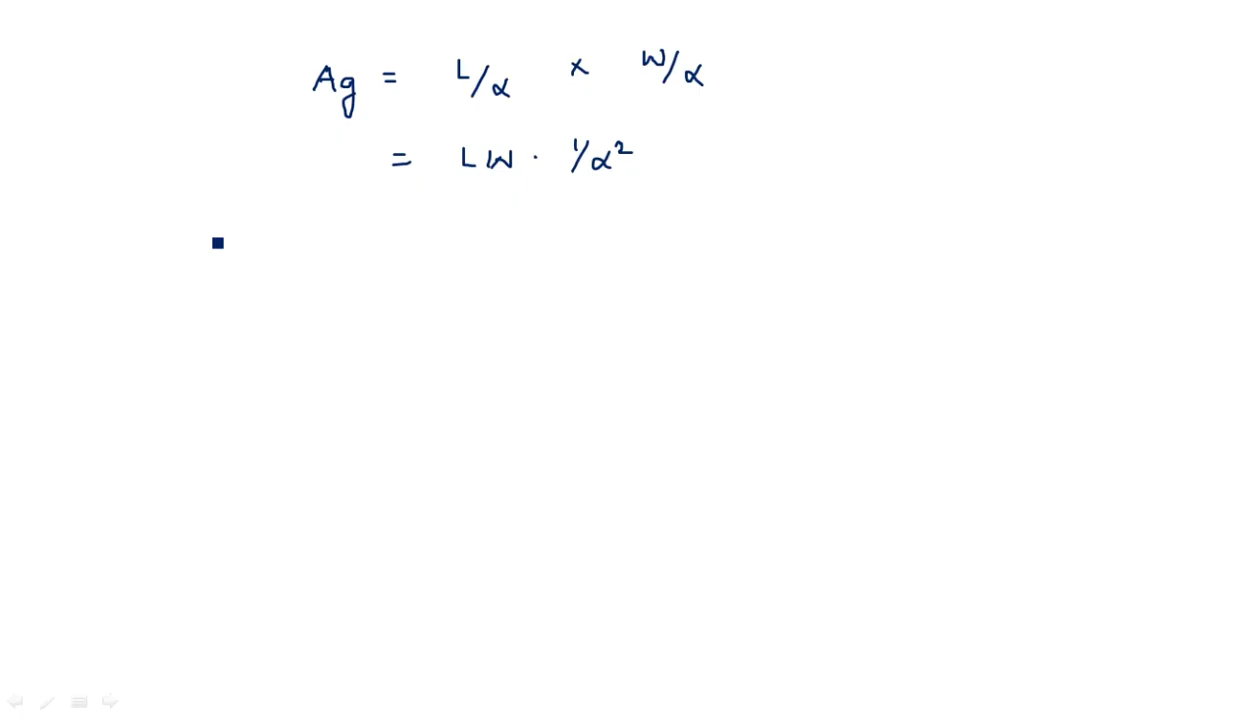 Ag = L/α × W/α
= LW · 1/α²